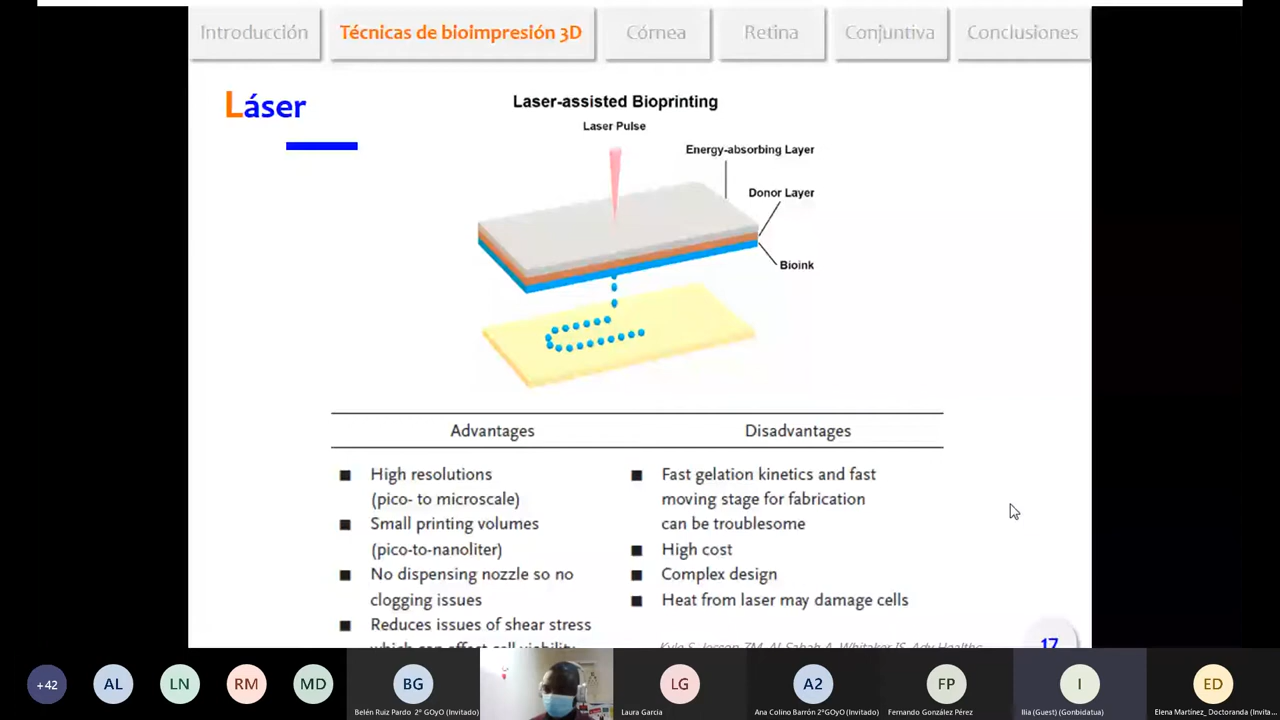 Introducción
Técnicas de bioimpresión 3D
Córnea
Retina
Conjuntiva
Conclusiones
Láser
Laser-assisted Bioprinting
Laser Pulse
Energy-absorbing Layer
Donor Layer
Bioink
Advantages
High resolutions
(pico- to microscale)
Small printing volumes
(pico-to-nanoliter)
No dispensing nozzle so no
clogging issues
Reduces issues of shear stress
which can affect cell viability
Disadvantages
Fast gelation kinetics and fast
moving stage for fabrication
can be troublesome
High cost
Complex design
Heat from laser may damage cells
17
+42
AL
LN
RM
MD
BG
Belén Ruiz Pardo 2º GOyO (Invitado)
LG
Laura Garcia
A2
Ana Colino Barrón 2ºGOyO (Invitado)
FP
Fernando González Pérez
I
Ilia (Guest) (Gonbidatua)
ED
Elena Martínez_Doctoranda (Invita...